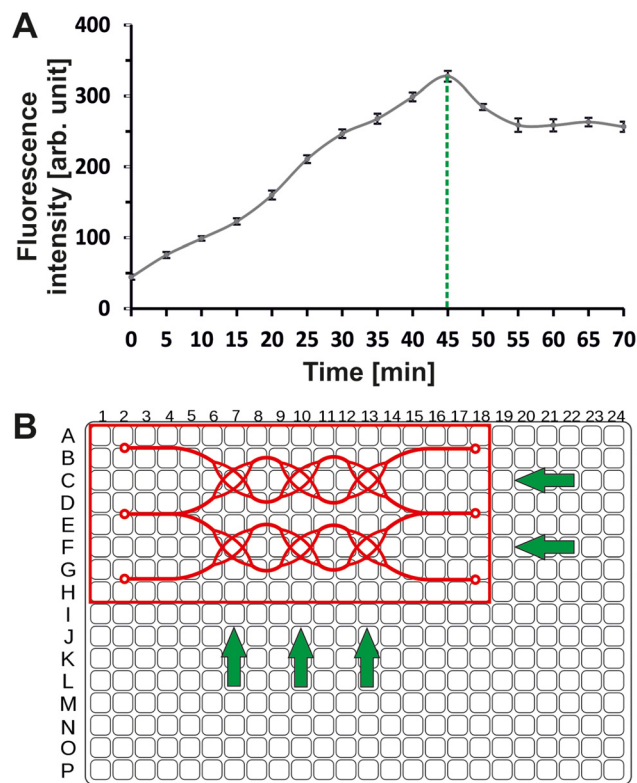 A
400
300
200
100
0
Fluorescence
intensity [arb. unit]
0 5 10 15 20 25 30 35 40 45 50 55 60 65 70
Time [min]
B
1 2 3 4 5 6 7 8 9 10 11 12 13 14 15 16 17 18 19 20 21 22 23 24
A
B
C
D
E
F
G
H
I
J
K
L
M
N
O
P